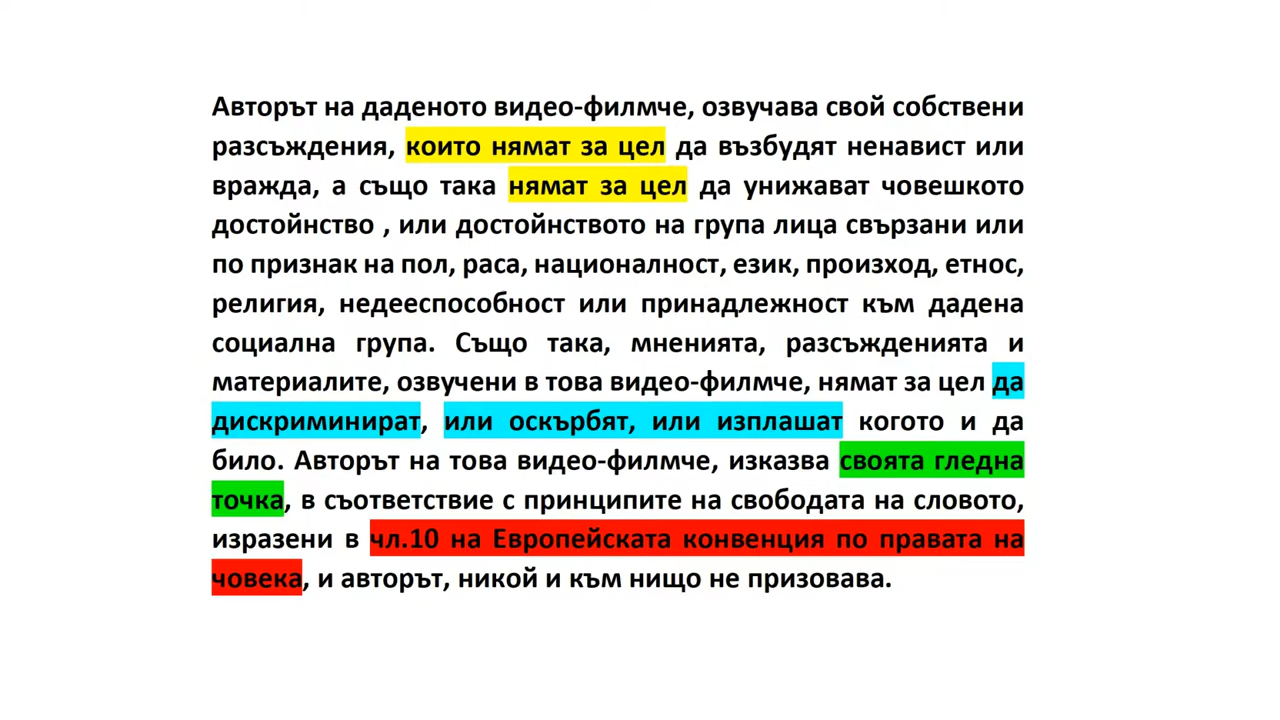 Авторът на даденото видео-филмче, озвучава свой собствени
разсъждения, които нямат за цел да възбудят ненавист или
вражда, а също така нямат за цел да унижават човешкото
достойнство , или достойнството на група лица свързани или
по признак на пол, раса, националност, език, произход, етнос,
религия, недееспособност или принадлежност към дадена
социална група. Също така, мненията, разсъжденията и
материалите, озвучени в това видео-филмче, нямат за цел да
дискриминират, или оскърбят, или изплашат когото и да
било. Авторът на това видео-филмче, изказва своята гледна
точка, в съответствие с принципите на свободата на словото,
изразени в чл.10 на Европейската конвенция по правата на
човека, и авторът, никой и към нищо не призовава.